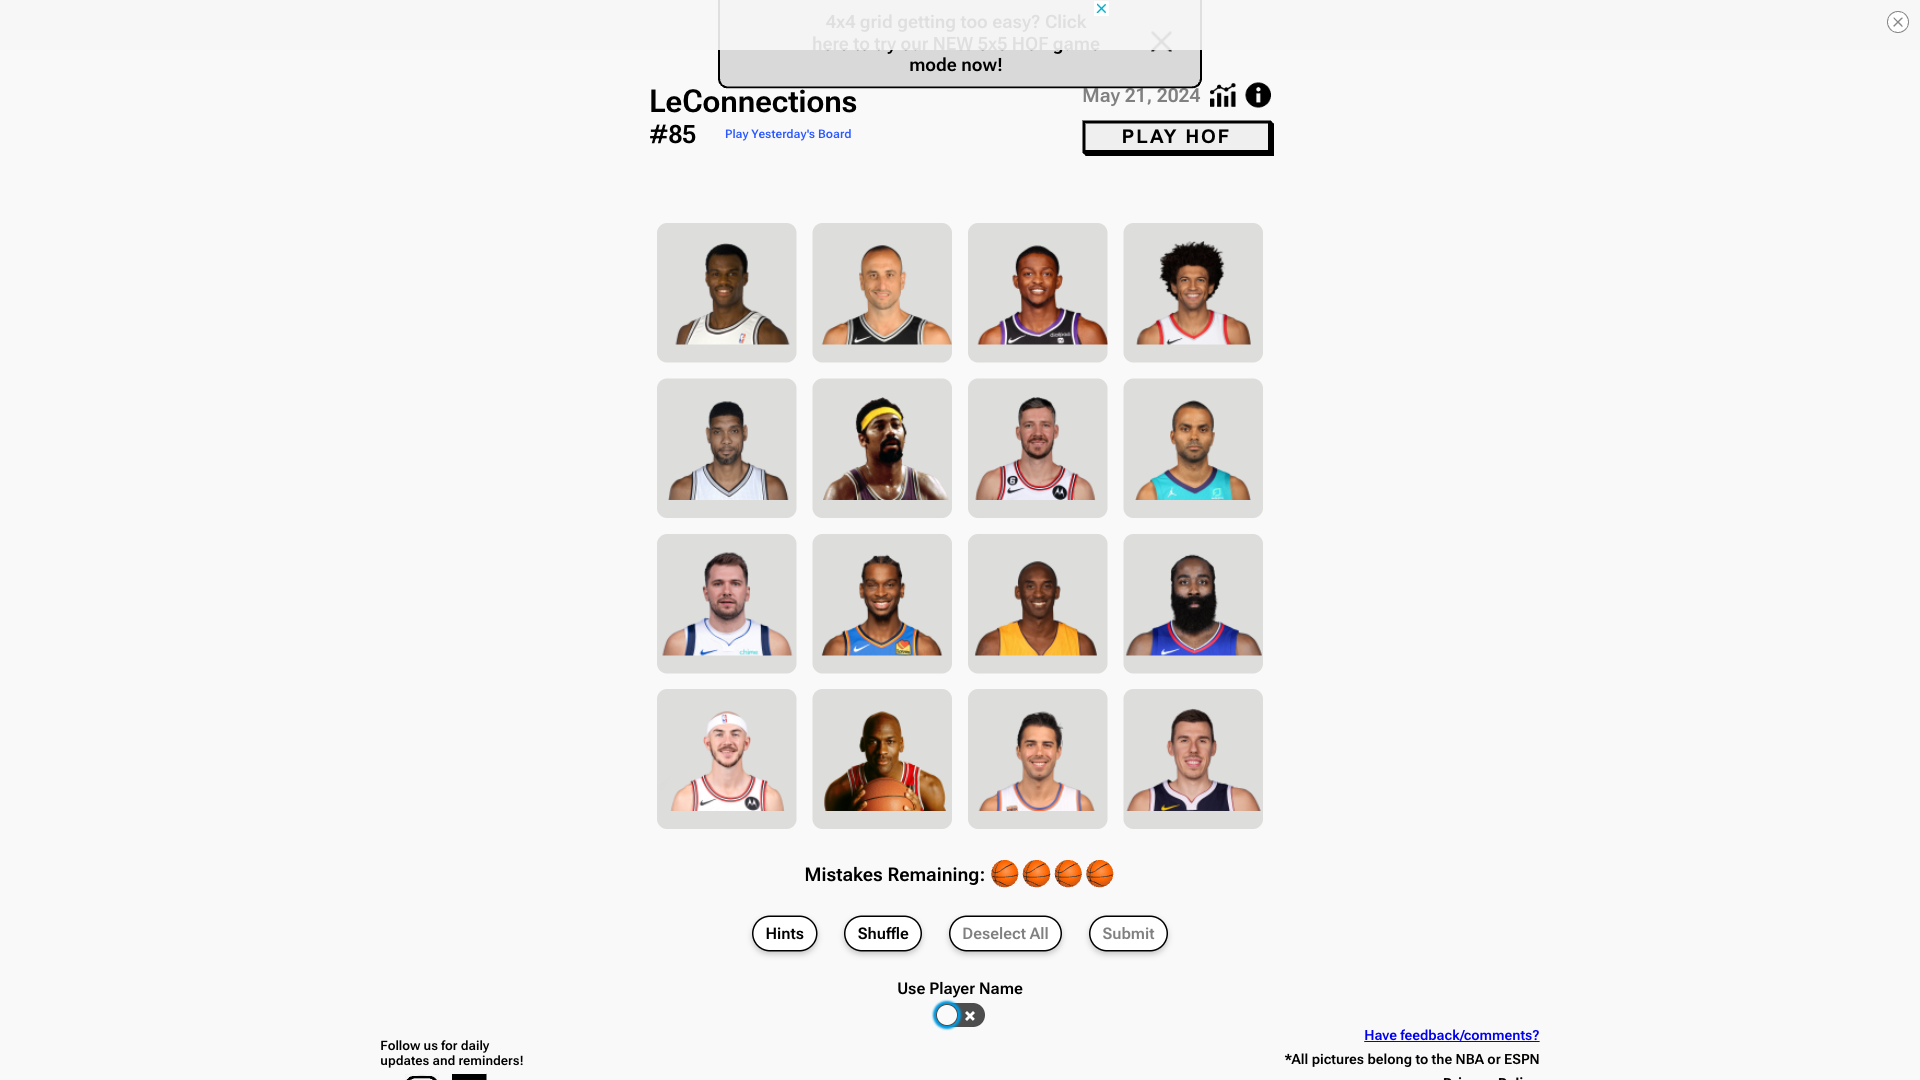 4x4 grid getting too easy? Click
here to try our NEW 5x5 HOF game
mode now!
LeConnections
May 21, 2024
#85
Play Yesterday's Board
PLAY HOF
Mistakes Remaining:
Hints
Shuffle
Deselect All
Submit
Use Player Name
Have feedback/comments?
Follow us for daily
updates and reminders!
*All pictures belong to the NBA or ESPN